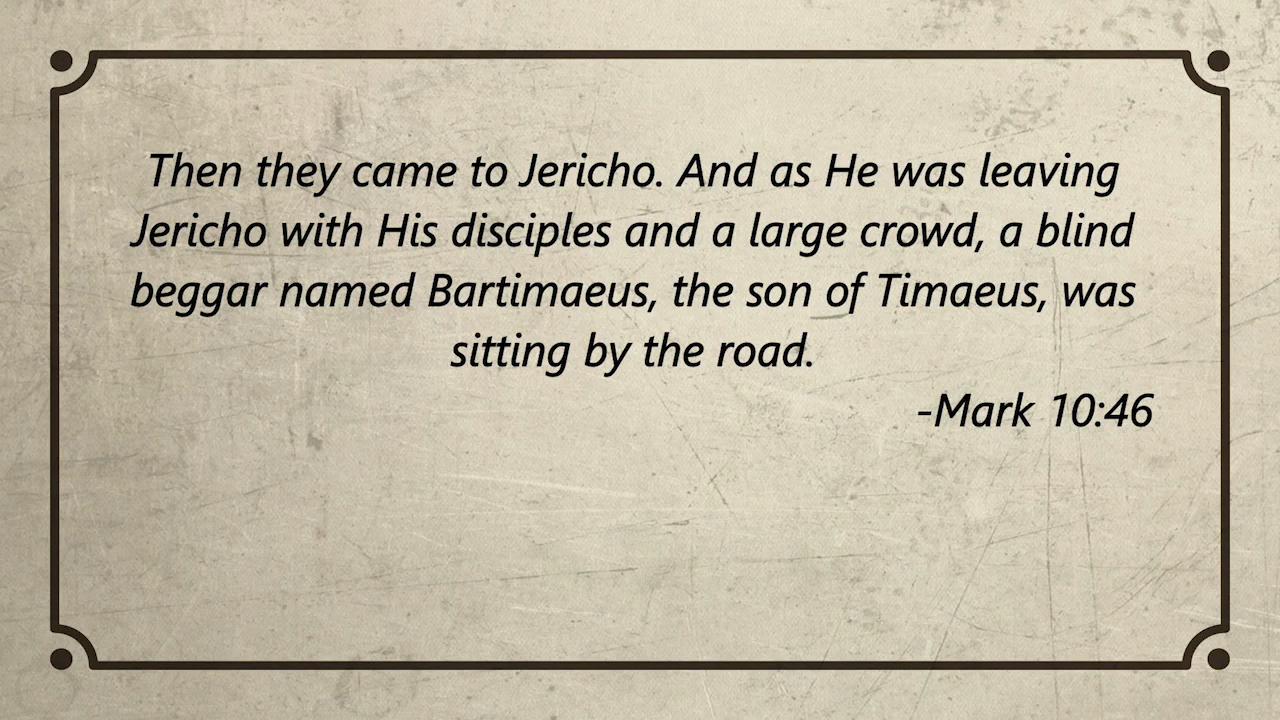 Then they came to Jericho. And as He was leaving
Jericho with His disciples and a large crowd, a blind
beggar named Bartimaeus, the son of Timaeus, was
sitting by the road.
-Mark 10:46